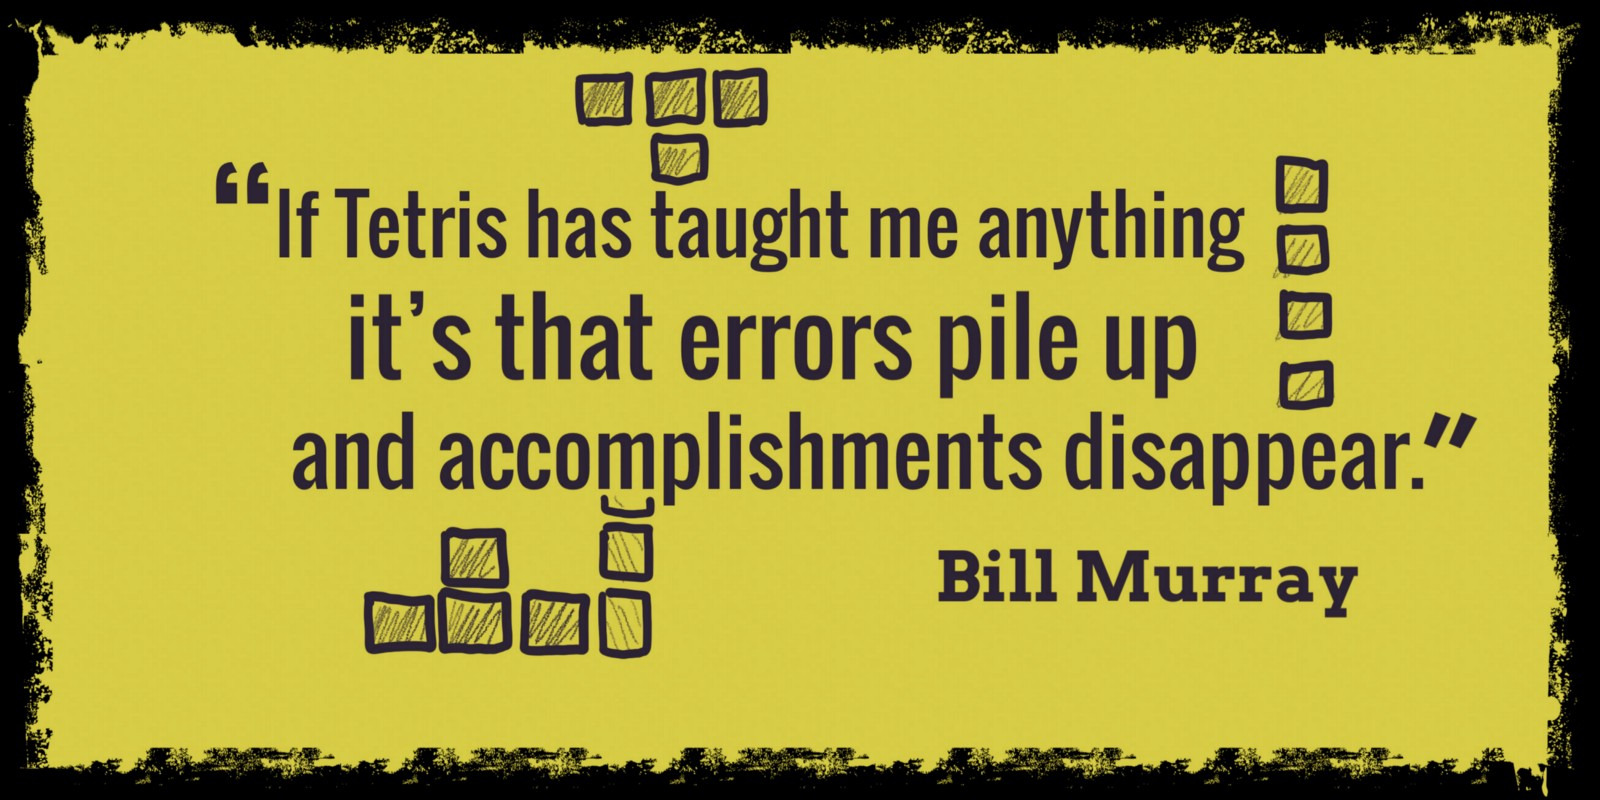 “If Tetris has taught me anything
it’s that errors pile up
and accomplishments disappear.”
Bill Murray